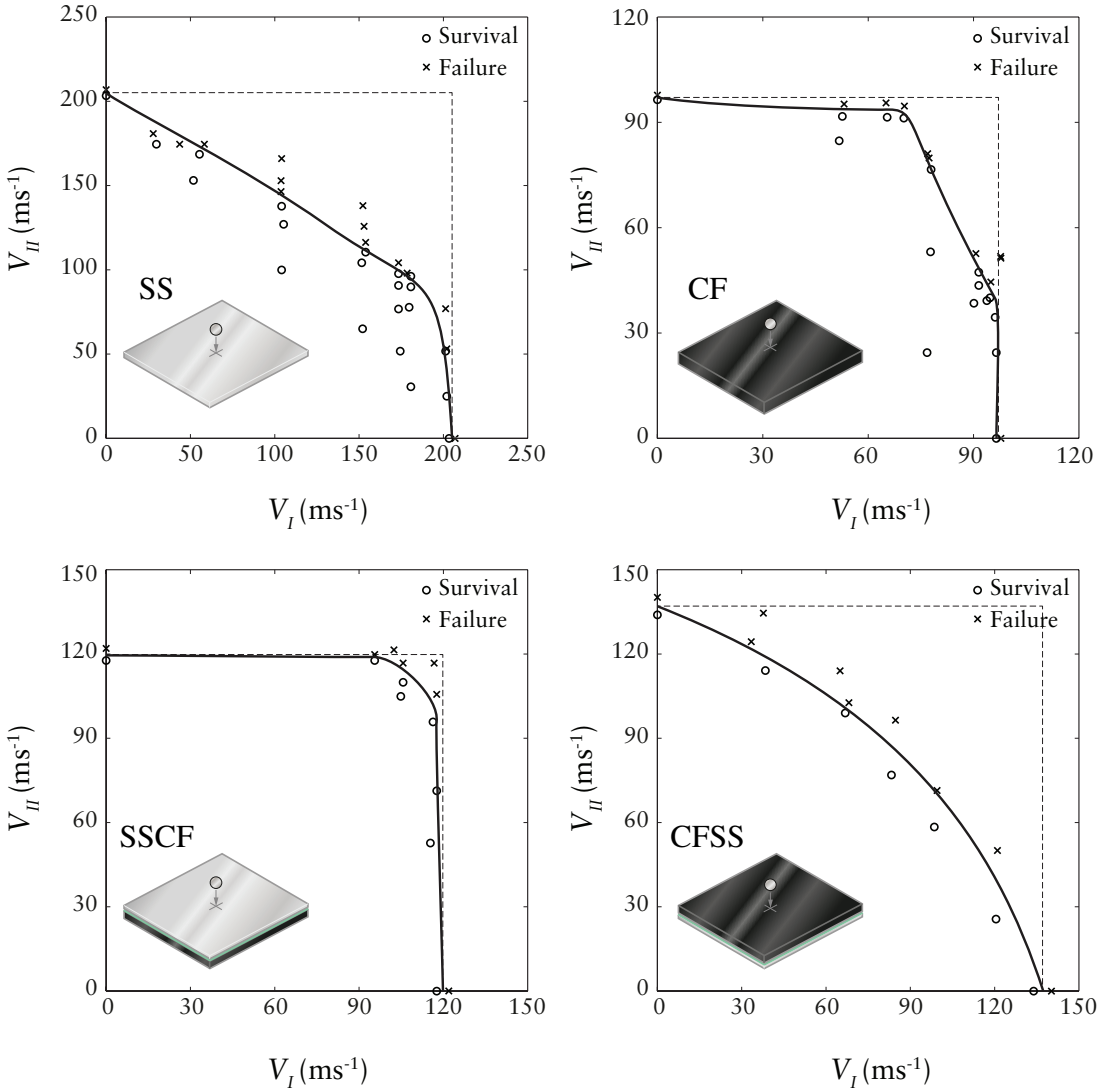 250
200
150
100
50
0
V_II (ms⁻¹)
Survival
Failure
SS
0 50 100 150 200 250
V_I (ms⁻¹)
120
90
60
30
0
V_II (ms⁻¹)
Survival
Failure
CF
0 30 60 90 120
V_I (ms⁻¹)
150
120
90
60
30
0
V_II (ms⁻¹)
Survival
Failure
SSCF
0 30 60 90 120 150
V_I (ms⁻¹)
150
120
90
60
30
0
V_II (ms⁻¹)
Survival
Failure
CFSS
0 30 60 90 120 150
V_I (ms⁻¹)